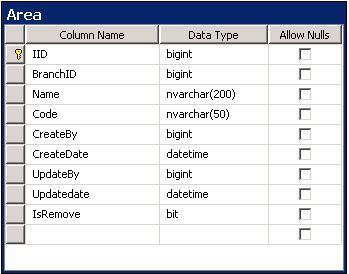 Area
Column Name Data Type Allow Nulls
IID bigint
BranchID bigint
Name nvarchar(200)
Code nvarchar(50)
CreateBy bigint
CreateDate datetime
UpdateBy bigint
Updatedate datetime
IsRemove bit